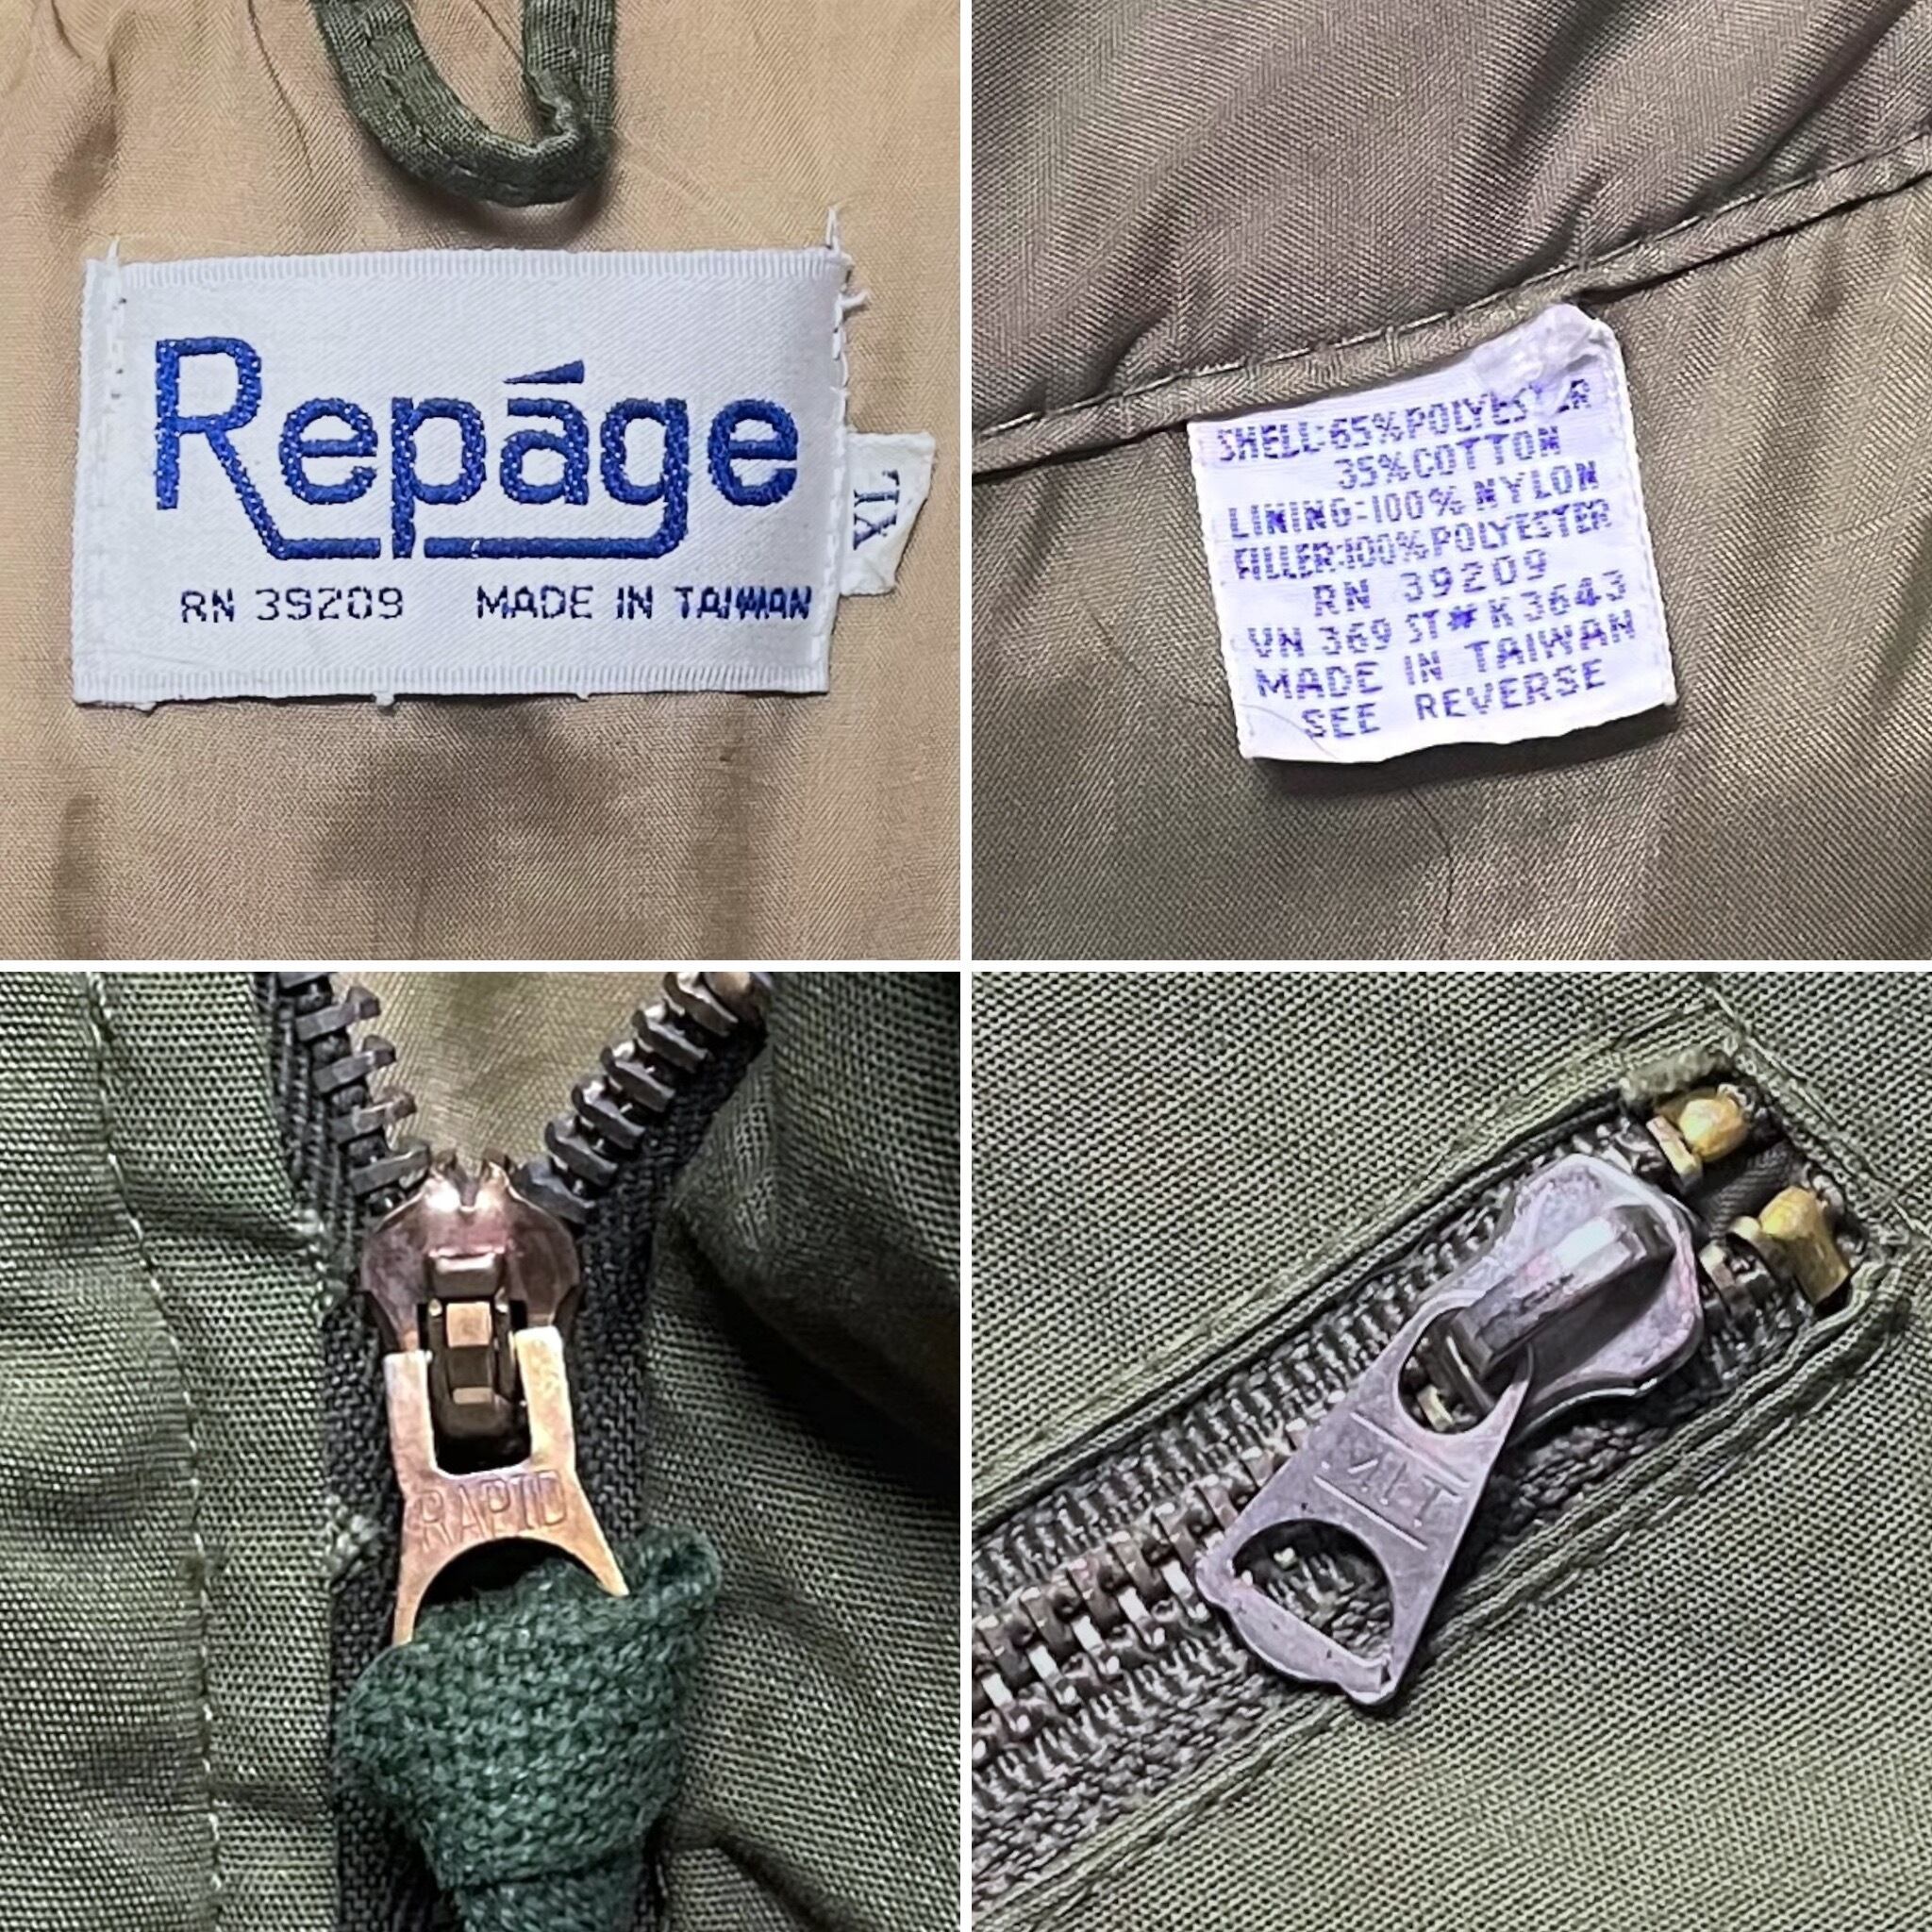 Repáge
RN 39209 MADE IN TAIWAN
XL
SHELL:65%POLYESTER
35%COTTON
LINING:100% NYLON
FILLER:100%POLYESTER
RN 39209
VN 369 ST#K3643
MADE IN TAIWAN
SEE REVERSE
RAPID